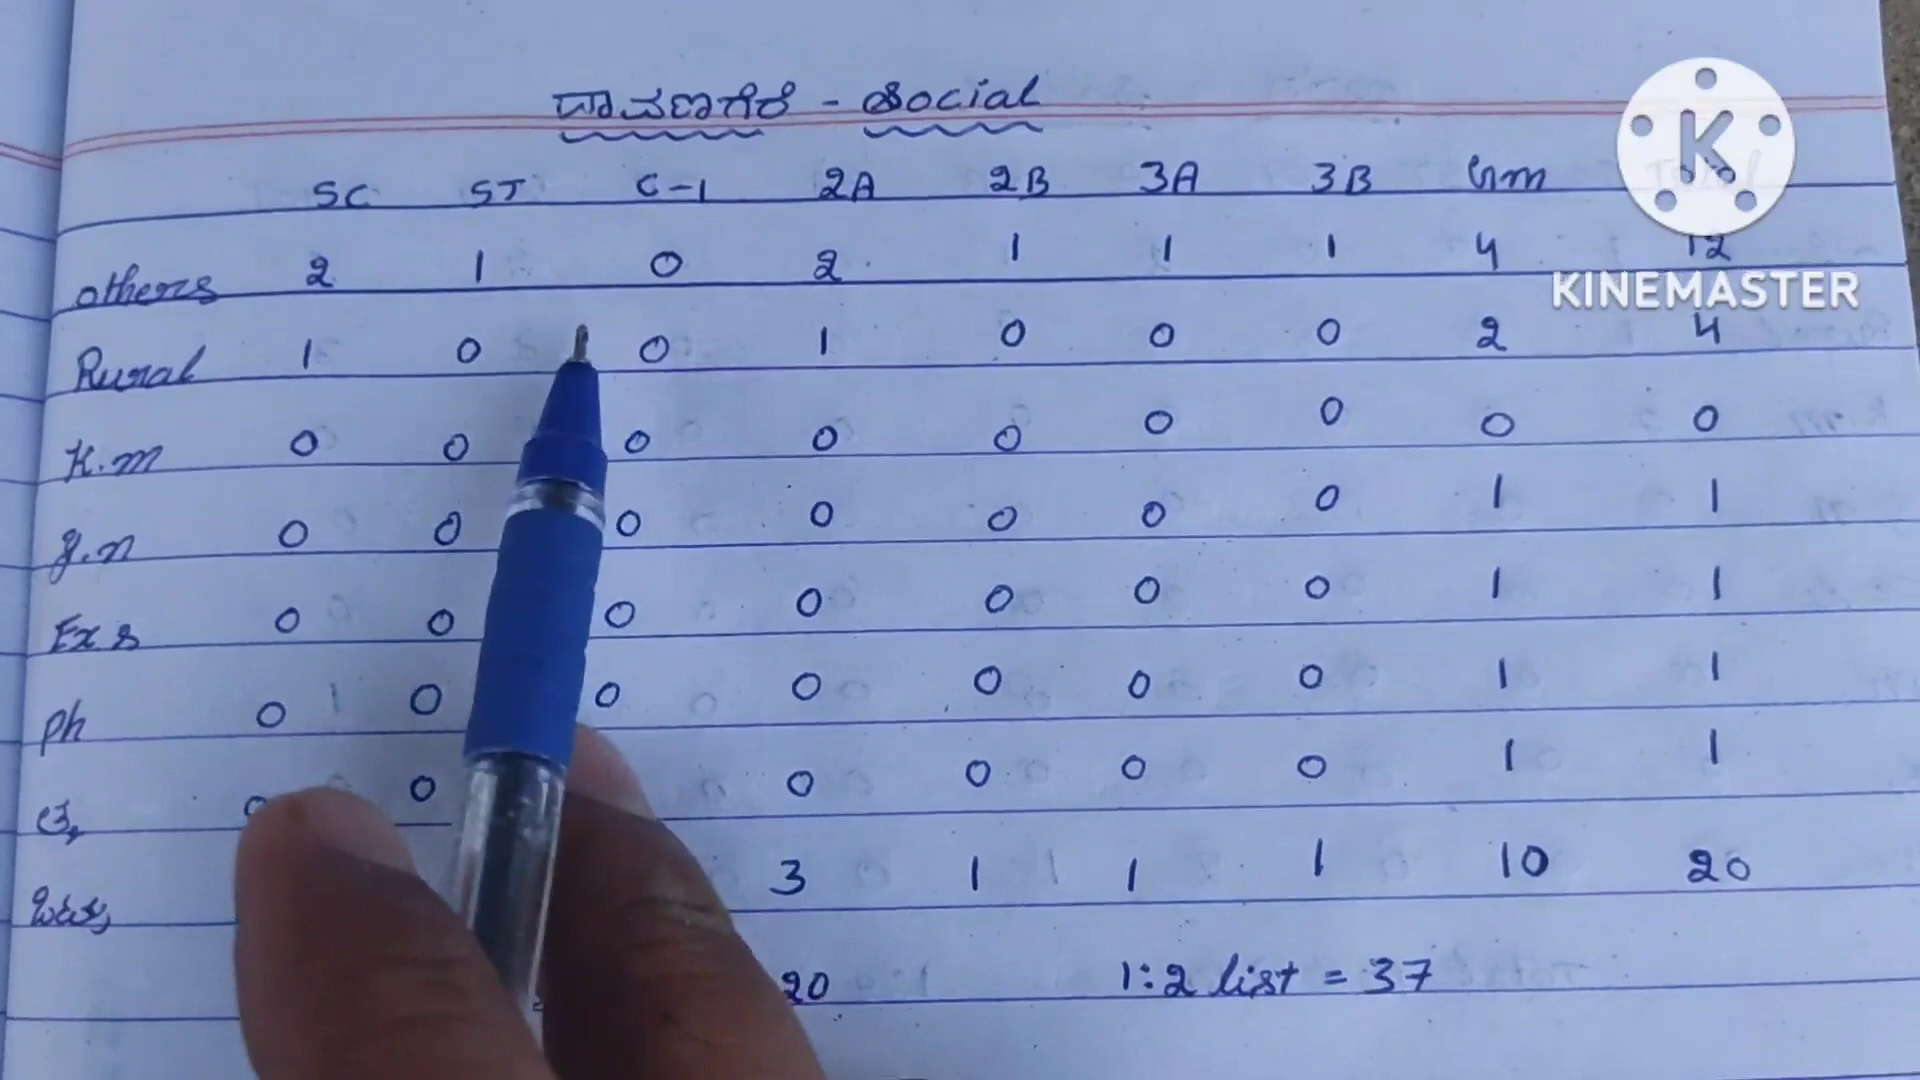 ದಾವಣಗೆರೆ - Social
SC ST C-1 2A 2B 3A 3B Gm
others 2 1 0 2 1 1 1 4 12
KINEMASTER
Rural 1 0 0 1 0 0 0 2 4
K.m 0 0 0 0 0 0 0 0 0
0 0 0 0 0 0 0 1 1
Ex s 0 0 0 0 0 0 0 1 1
Ph 0 0 0 0 0 0 0 1 1
0 0 0 0 0 0 1 1
3 1 1 1 10 20
20 1:2 list = 37